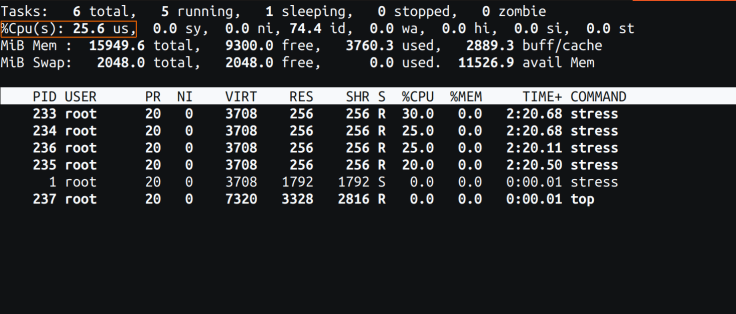 Tasks:   6 total,   5 running,   1 sleeping,   0 stopped,   0 zombie
%Cpu(s): 25.6 us,  0.0 sy,  0.0 ni, 74.4 id,  0.0 wa,  0.0 hi,  0.0 si,  0.0 st
MiB Mem :  15949.6 total,   9300.0 free,   3760.3 used,   2889.3 buff/cache
MiB Swap:   2048.0 total,   2048.0 free,      0.0 used.  11526.9 avail Mem
PID USER      PR  NI    VIRT    RES    SHR S  %CPU  %MEM     TIME+ COMMAND
233 root      20   0    3708    256    256 R  30.0   0.0   2:20.68 stress
234 root      20   0    3708    256    256 R  25.0   0.0   2:20.68 stress
236 root      20   0    3708    256    256 R  25.0   0.0   2:20.11 stress
235 root      20   0    3708    256    256 R  20.0   0.0   2:20.50 stress
1 root      20   0    3708   1792   1792 S   0.0   0.0   0:00.01 stress
237 root      20   0    7320   3328   2816 R   0.0   0.0   0:00.01 top